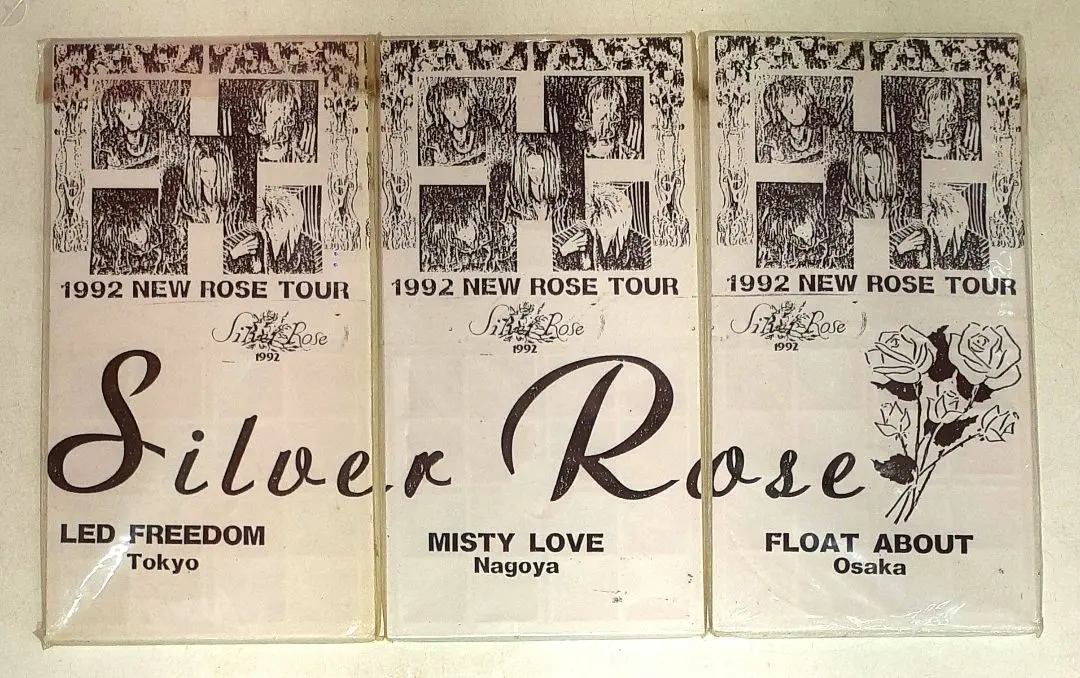 1992 NEW ROSE TOUR
1992 NEW ROSE TOUR
1992 NEW ROSE TOUR
Silver Rose
1992
Silver Rose
1992
Silver Rose
1992
Silver Rose
LED FREEDOM
Tokyo
MISTY LOVE
Nagoya
FLOAT ABOUT
Osaka